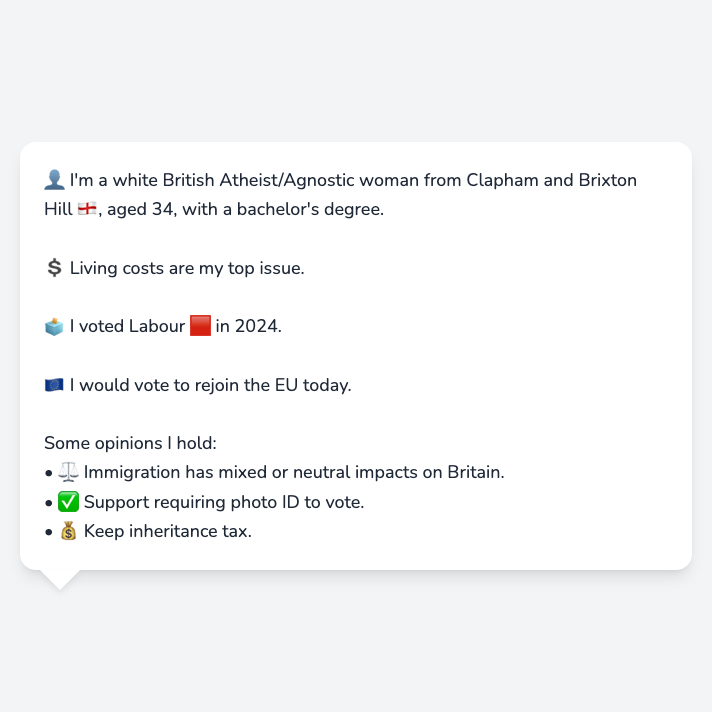 👤 I'm a white British Atheist/Agnostic woman from Clapham and Brixton
Hill 🏴󠁧󠁢󠁥󠁮󠁧󠁿, aged 34, with a bachelor's degree.
💲 Living costs are my top issue.
🗳️ I voted Labour 🟥 in 2024.
🇪🇺 I would vote to rejoin the EU today.
Some opinions I hold:
• ⚖️ Immigration has mixed or neutral impacts on Britain.
• ✅ Support requiring photo ID to vote.
• 💰 Keep inheritance tax.